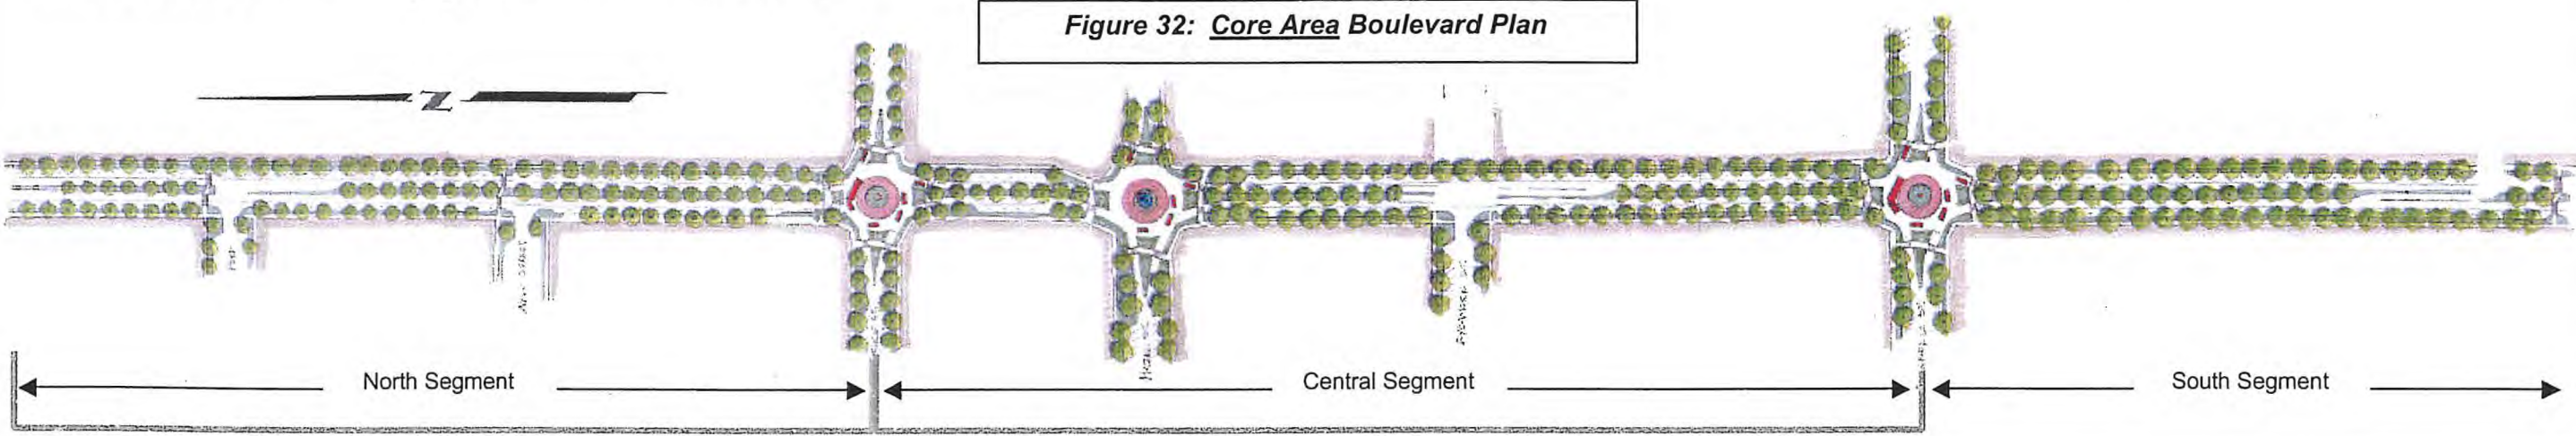 Figure 32: Core Area Boulevard Plan
N
North Segment
Central Segment
South Segment